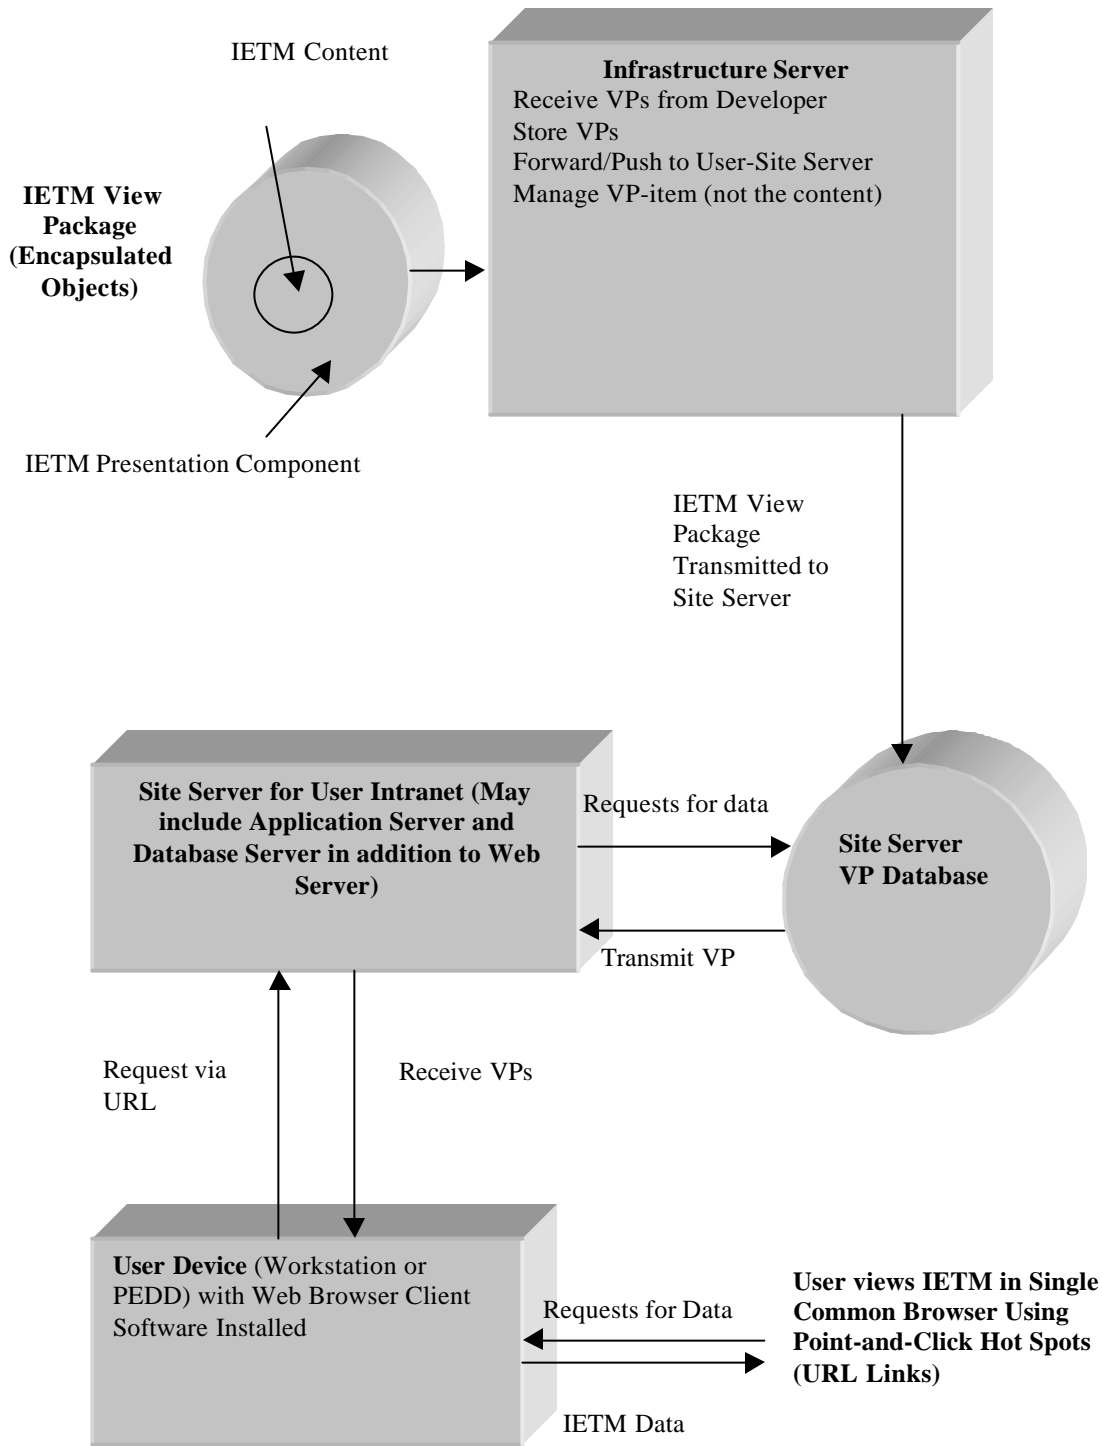 IETM Content
Infrastructure Server
Receive VPs from Developer
Store VPs
Forward/Push to User-Site Server
Manage VP-item (not the content)
IETM View
Package
(Encapsulated
Objects)
IETM Presentation Component
IETM View
Package
Transmitted to
Site Server
Site Server for User Intranet (May
include Application Server and
Database Server in addition to Web
Server)
Requests for data
Site Server
VP Database
Transmit VP
Request via
URL
Receive VPs
User Device (Workstation or
PEDD) with Web Browser Client
Software Installed
Requests for Data
User views IETM in Single
Common Browser Using
Point-and-Click Hot Spots
(URL Links)
IETM Data